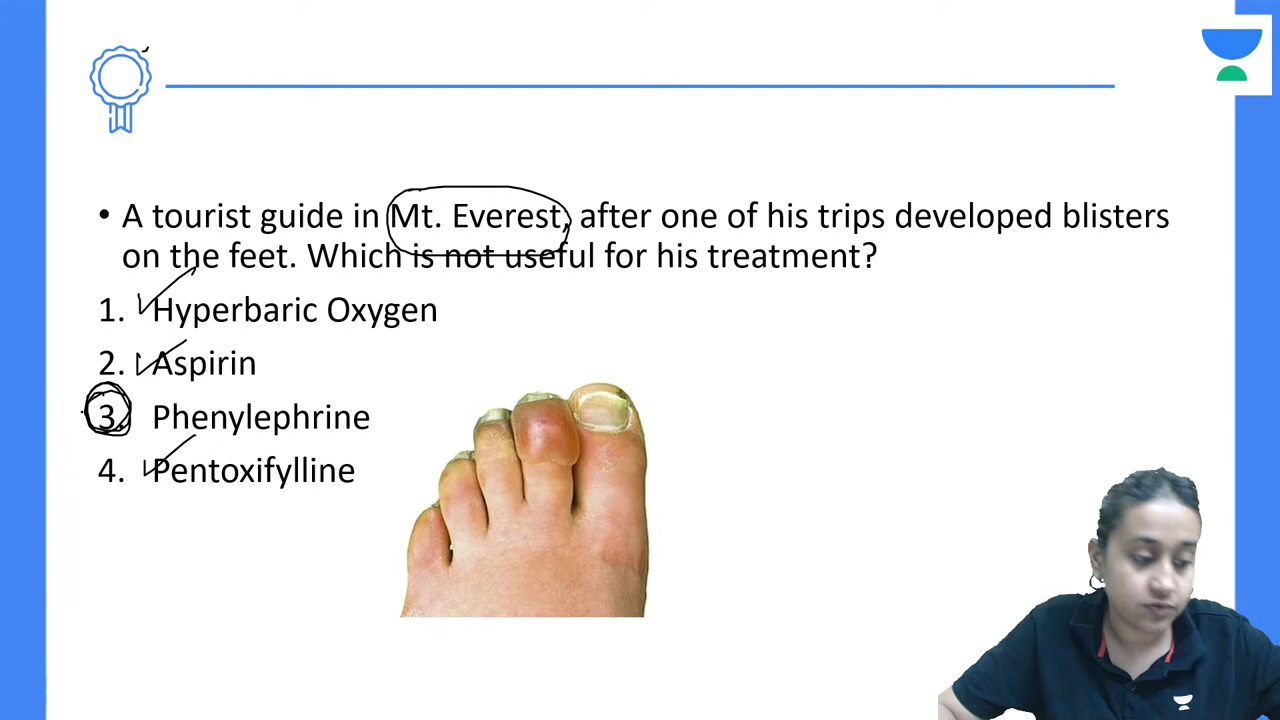 • A tourist guide in Mt. Everest, after one of his trips developed blisters
on the feet. Which is not useful for his treatment?
1. Hyperbaric Oxygen
2. Aspirin
3. Phenylephrine
4. Pentoxifylline